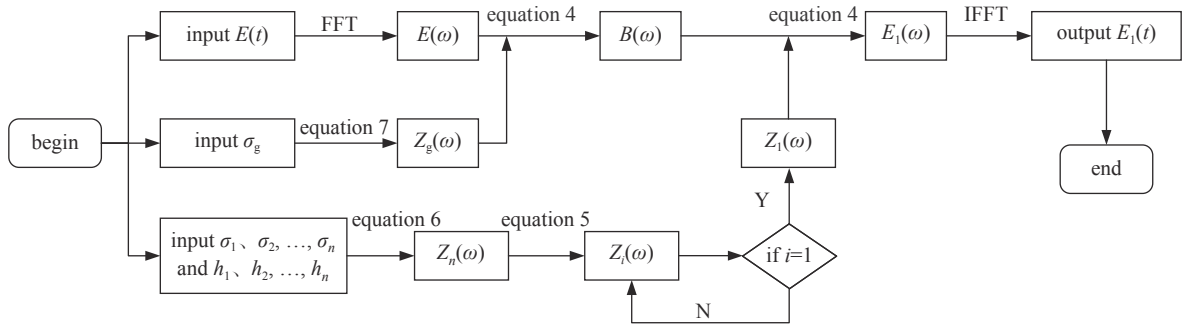 input E(t)
FFT
E(ω)
equation 4
B(ω)
equation 4
E₁(ω)
IFFT
output E₁(t)
begin
input σg
equation 7
Zg(ω)
Z₁(ω)
end
input σ₁、σ₂, …, σₙ
and h₁、h₂, …, hₙ
equation 6
Zₙ(ω)
equation 5
Zᵢ(ω)
if i=1
Y
N